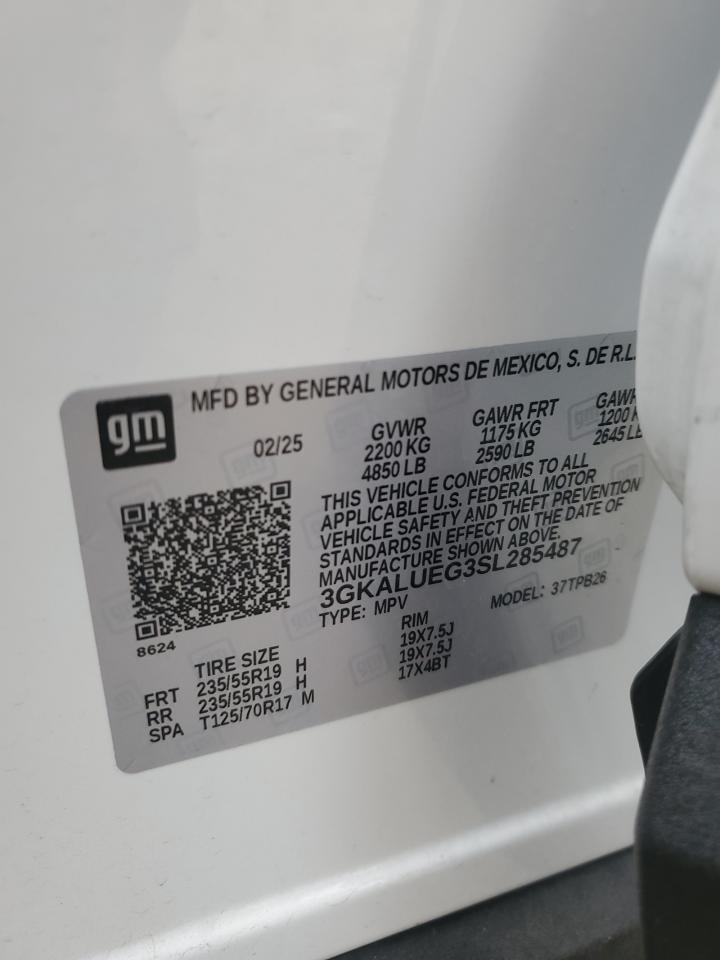 gm
MFD BY GENERAL MOTORS DE MEXICO, S. DE R.L.
02/25
GVWR GAWR FRT
2200 KG 1175 KG 1200
4850 LB 2590 LB 2645
THIS VEHICLE CONFORMS TO ALL
APPLICABLE U.S. FEDERAL MOTOR
VEHICLE SAFETY AND THEFT PREVENTION
STANDARDS IN EFFECT ON THE DATE OF
MANUFACTURE SHOWN ABOVE.
3GKALUEG3SL285487
TYPE: MPV MODEL: 37TPB26
8624
TIRE SIZE RIM
FRT 235/55R19 H 19X7.5J
RR 235/55R19 H 19X7.5J
SPA T125/70R17 M 17X4BT